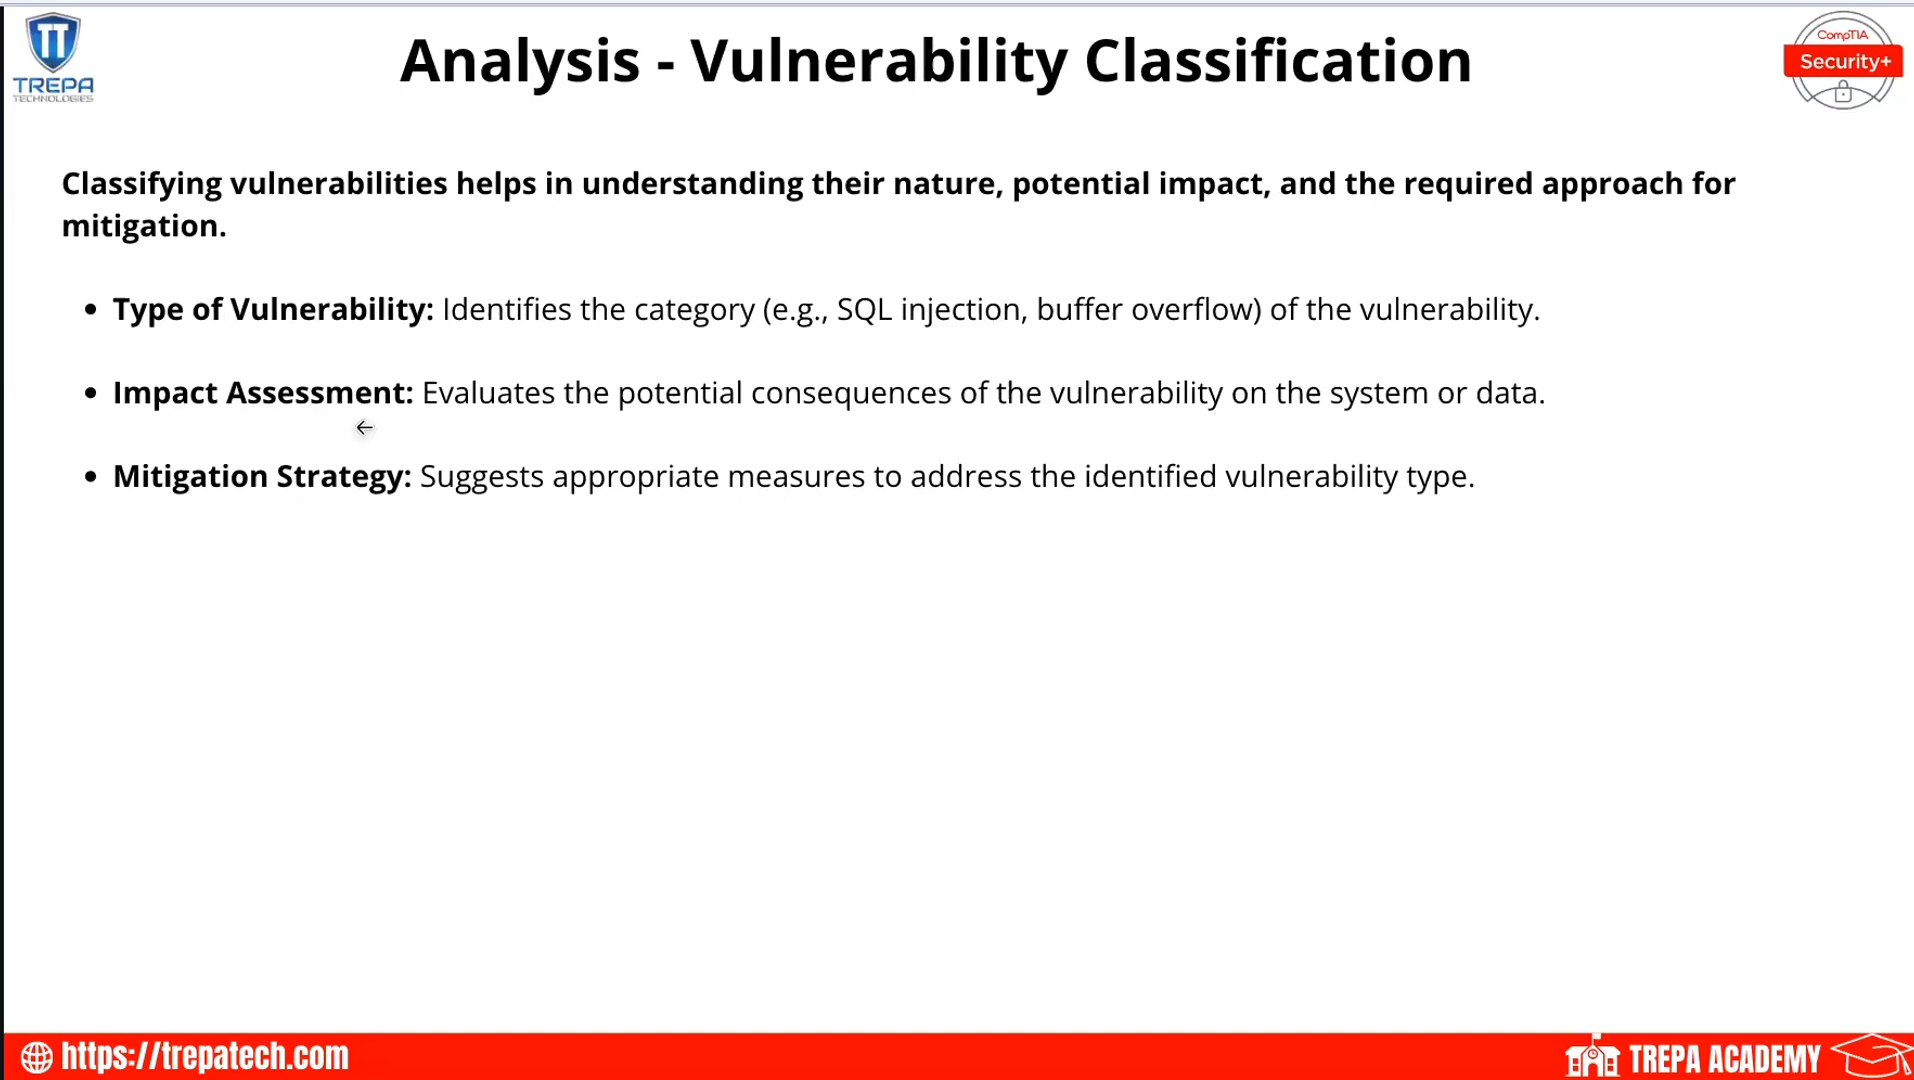 TREPA
TECHNOLOGIES
Analysis - Vulnerability Classification
CompTIA
Security+
Classifying vulnerabilities helps in understanding their nature, potential impact, and the required approach for
mitigation.
• Type of Vulnerability: Identifies the category (e.g., SQL injection, buffer overflow) of the vulnerability.
• Impact Assessment: Evaluates the potential consequences of the vulnerability on the system or data.
• Mitigation Strategy: Suggests appropriate measures to address the identified vulnerability type.
https://trepatech.com
TREPA ACADEMY